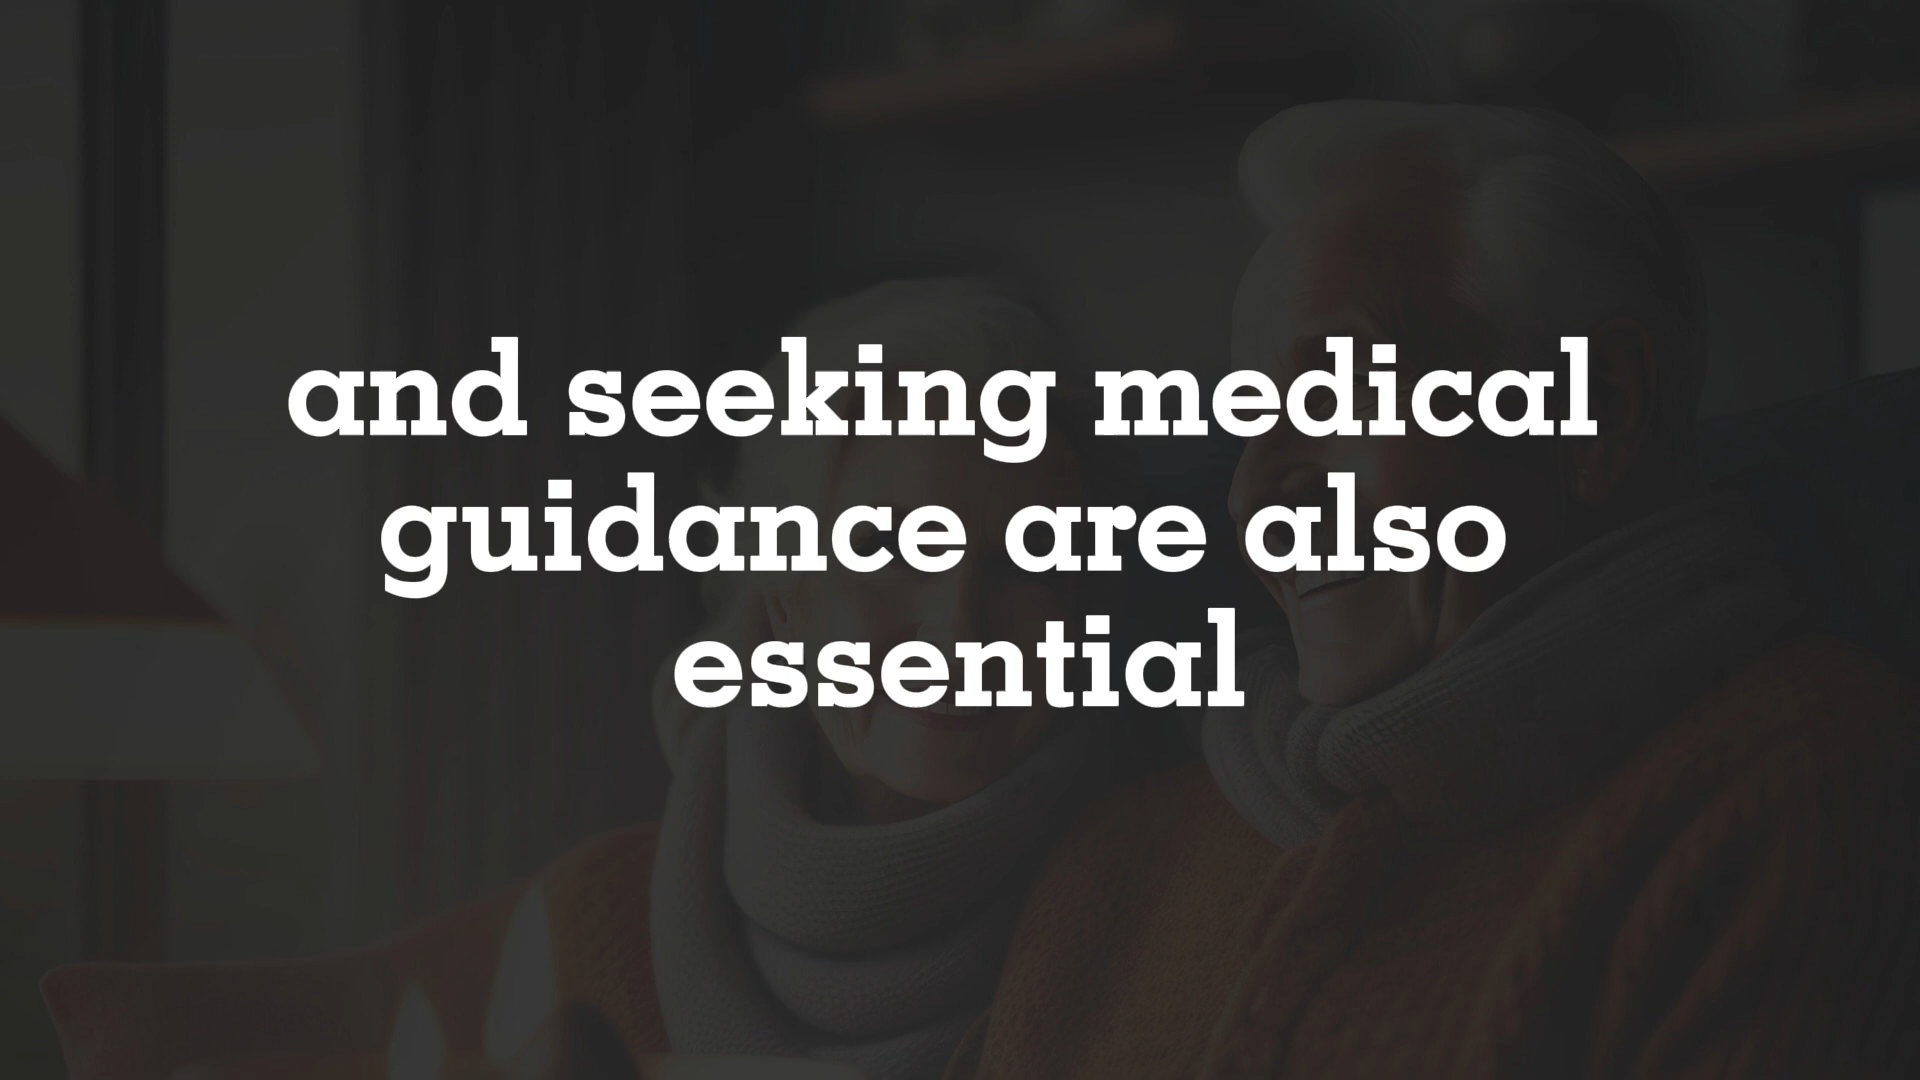 and seeking medical
guidance are also
essential